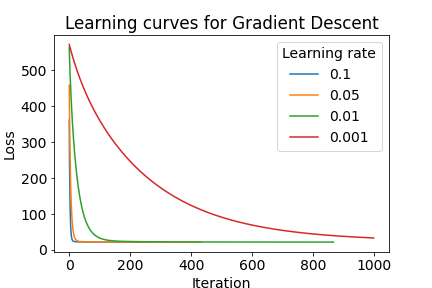 Learning curves for Gradient Descent
Learning rate
0.1
0.05
0.01
0.001
Loss
500
400
300
200
100
0
0 200 400 600 800 1000
Iteration